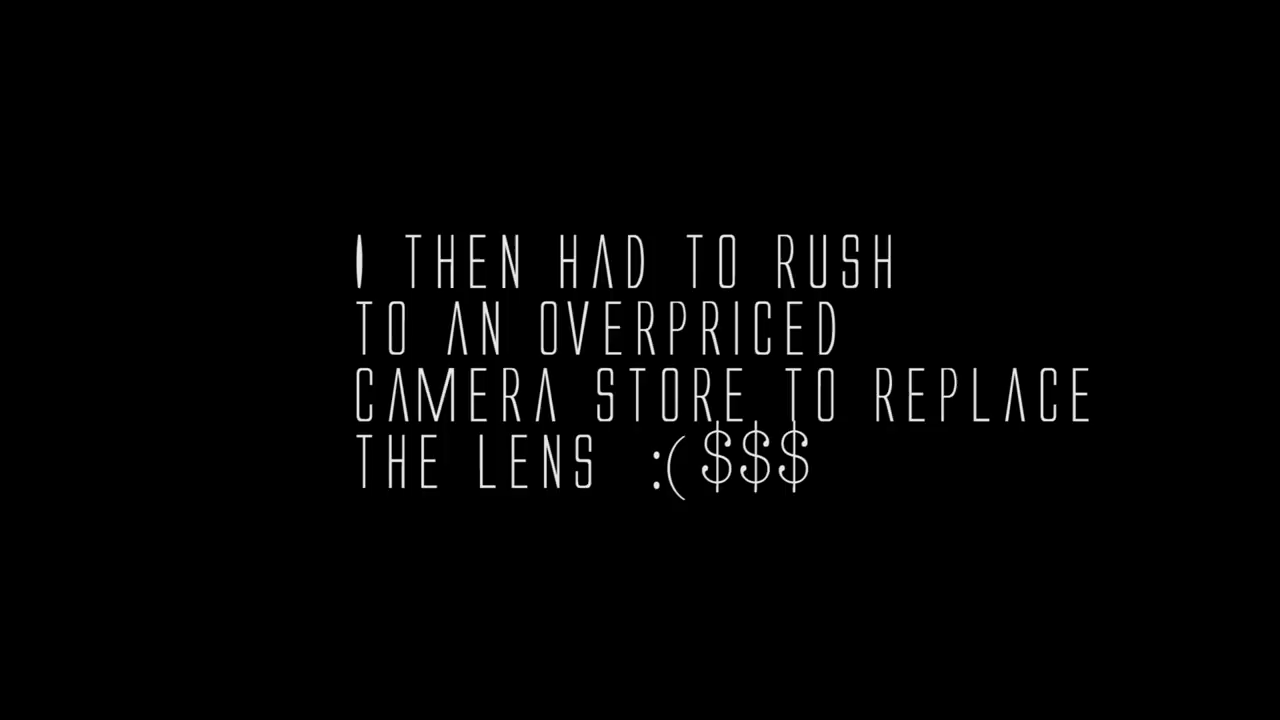 I THEN HAD TO RUSH
TO AN OVERPRICED
CAMERA STORE TO REPLACE
THE LENS :($$$